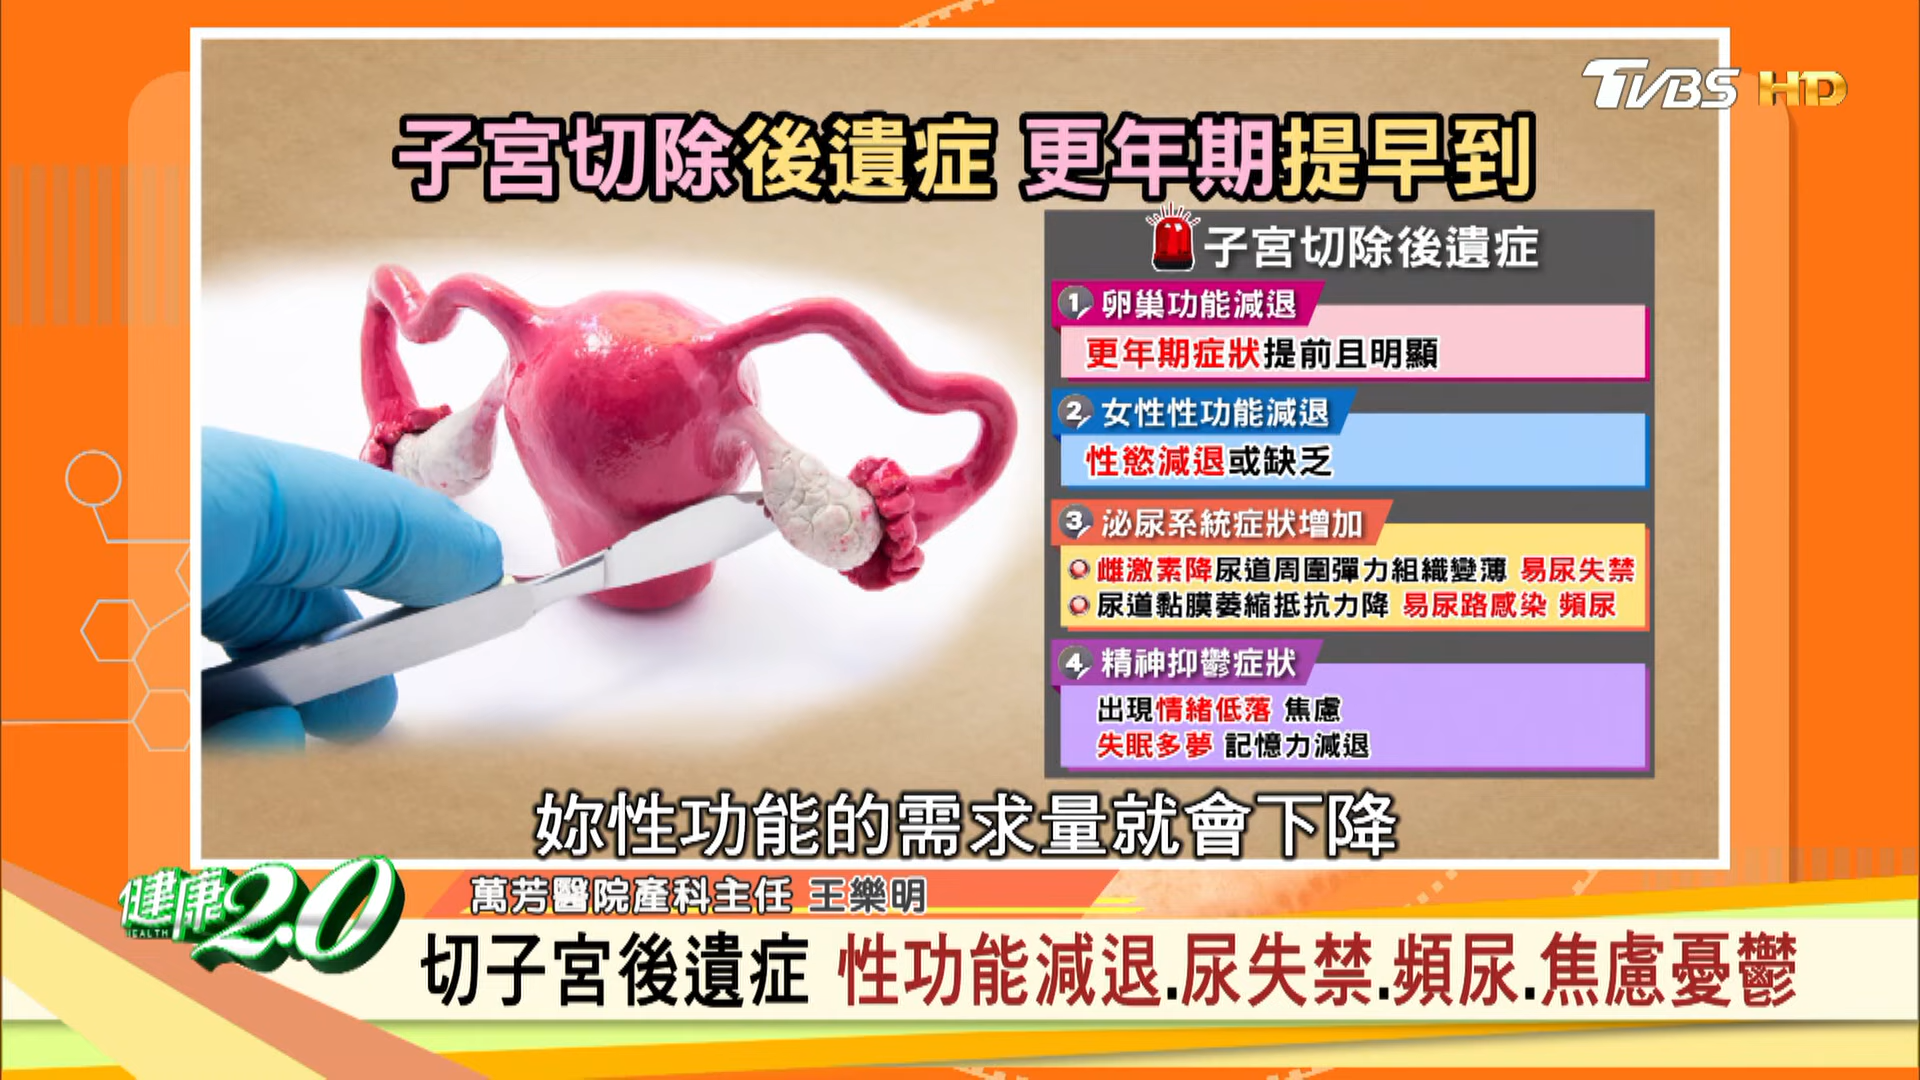 TVBS HD
子宮切除後遺症 更年期提早到
子宮切除後遺症
1 卵巢功能減退
更年期症狀提前且明顯
2 女性性功能減退
性慾減退或缺乏
3 泌尿系統症狀增加
雌激素降尿道周圍彈力組織變薄 易尿失禁
尿道黏膜萎縮抵抗力降 易尿路感染 頻尿
4 精神抑鬱症狀
出現情緒低落 焦慮
失眠多夢 記憶力減退
妳性功能的需求量就會下降
健康2.0
HEALTH
萬芳醫院產科主任 王樂明
切子宮後遺症 性功能減退.尿失禁.頻尿.焦慮憂鬱